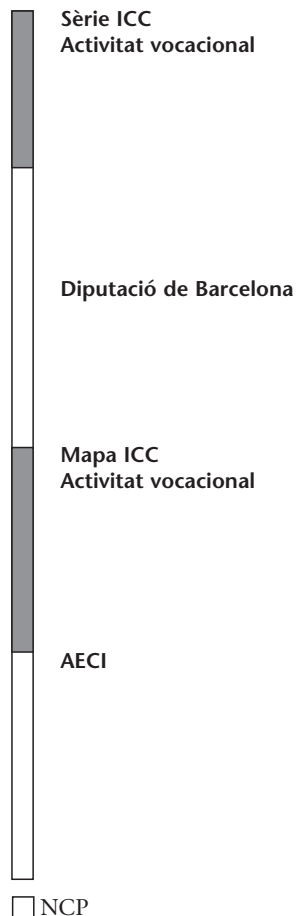 Sèrie ICC
Activitat vocacional
Diputació de Barcelona
Mapa ICC
Activitat vocacional
AECI
NCP